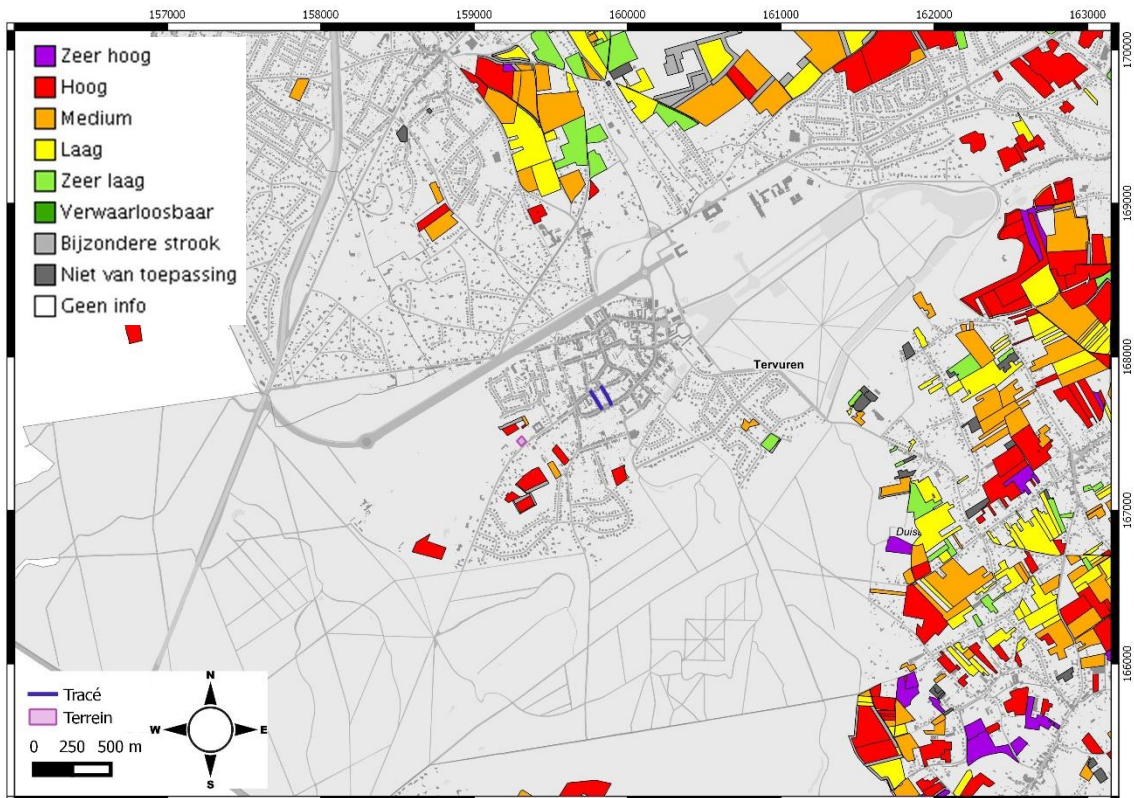 157000 158000 159000 160000 161000 162000 163000
Zeer hoog
Hoog
Medium
Laag
Zeer laag
Verwaarloosbaar
Bijzondere strook
Niet van toepassing
Geen info
170000
169000
168000
167000
166000
Tervuren
Tracé
Terrein
0 250 500 m
N
W E
S